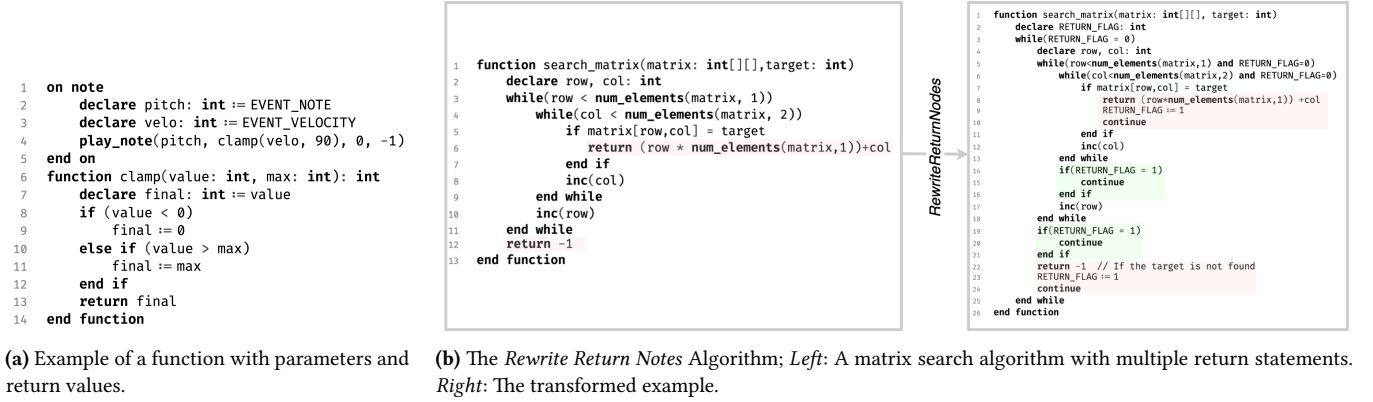 1 on note
2 declare pitch: int := EVENT_NOTE
3 declare velo: int := EVENT_VELOCITY
4 play_note(pitch, clamp(velo, 90), 0, -1)
5 end on
6 function clamp(value: int, max: int): int
7 declare final: int := value
8 if (value < 0)
9 final := 0
10 else if (value > max)
11 final := max
12 end if
13 return final
14 end function
(a) Example of a function with parameters and
return values.
1 function search_matrix(matrix: int[][],target: int)
2 declare row, col: int
3 while(row < num_elements(matrix, 1))
4 while(col < num_elements(matrix, 2))
5 if matrix[row,col] = target
6 return (row * num_elements(matrix,1))+col
7 end if
8 inc(col)
9 end while
10 inc(row)
11 end while
12 return -1
13 end function
RewriteReturnNodes
1 function search_matrix(matrix: int[][], target: int)
2 declare RETURN_FLAG: int
3 while(RETURN_FLAG = 0)
4 declare row, col: int
5 while(row<num_elements(matrix,1) and RETURN_FLAG=0)
6 while(col<num_elements(matrix,2) and RETURN_FLAG=0)
7 if matrix[row,col] = target
8 return (row*num_elements(matrix,1)) +col
9 RETURN_FLAG := 1
10 continue
11 end if
12 inc(col)
13 end while
14 if(RETURN_FLAG = 1)
15 continue
16 end if
17 inc(row)
18 end while
19 if(RETURN_FLAG = 1)
20 continue
21 end if
22 return -1 // If the target is not found
23 RETURN_FLAG := 1
24 continue
25 end while
26 end function
(b) The Rewrite Return Notes Algorithm; Left: A matrix search algorithm with multiple return statements.
Right: The transformed example.